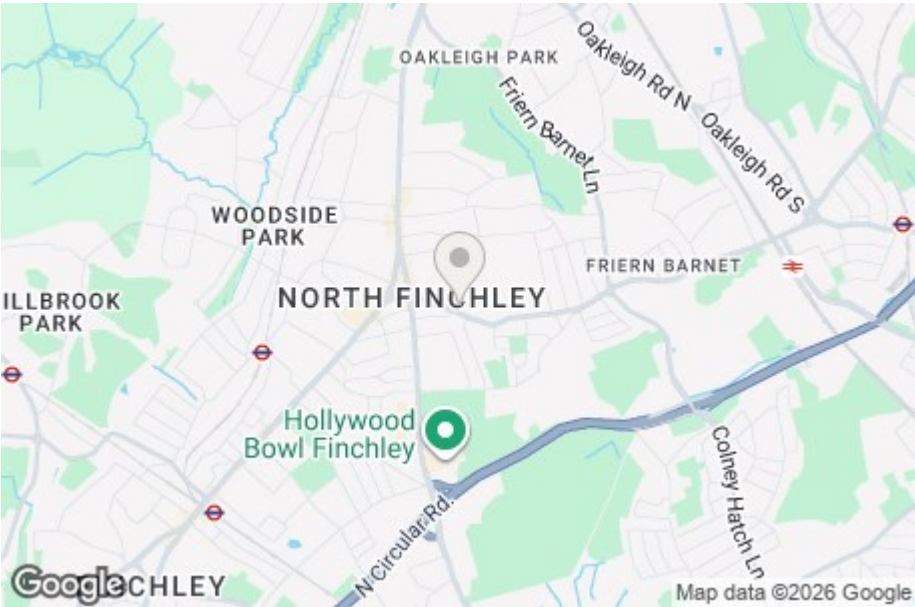 OAKLEIGH PARK
Oakleigh Rd N
Friern Barnet Ln
Oakleigh Rd S
WOODSIDE
PARK
FRIERN BARNET
NORTH FINCHLEY
ILLBROOK
PARK
Hollywood
Bowl Finchley
Colney Hatch Ln
N Circular Rd.
Google
CHLEY
Map data ©2026 Google